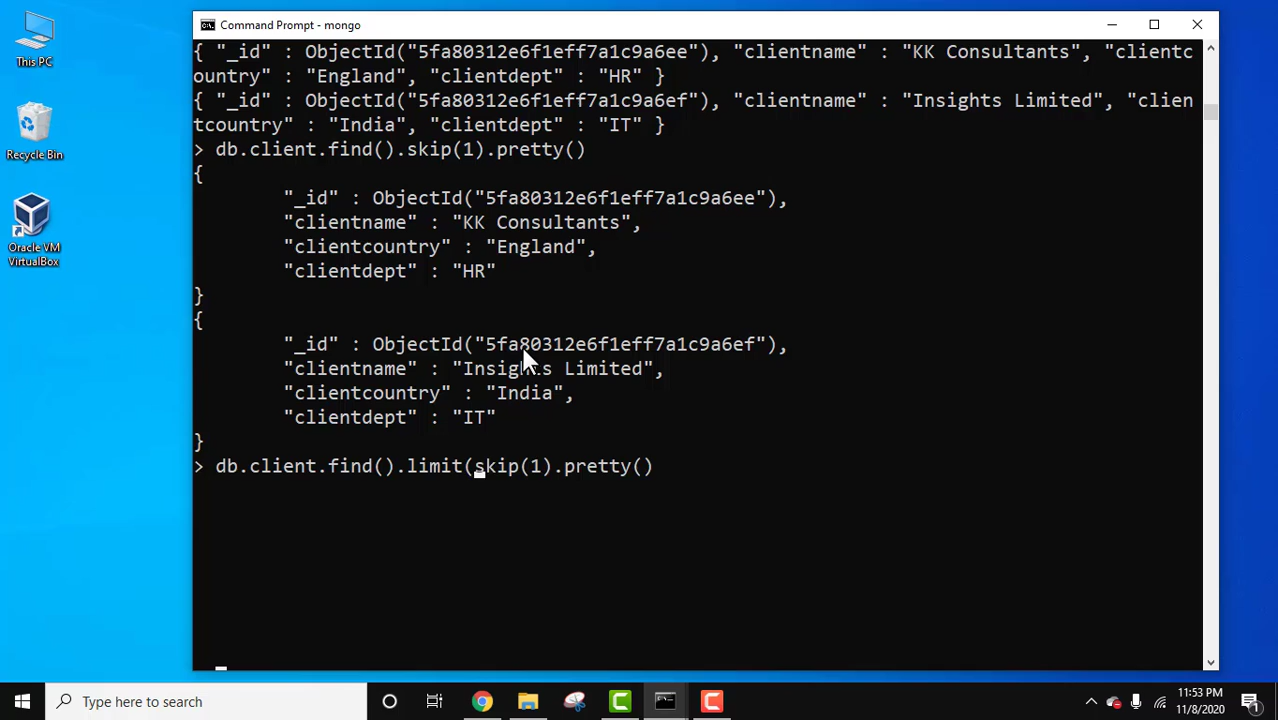 This PC
Recycle Bin
Oracle VM
VirtualBox
Command Prompt - mongo
{ "_id" : ObjectId("5fa80312e6f1eff7a1c9a6ee"), "clientname" : "KK Consultants", "clientc
ountry" : "England", "clientdept" : "HR" }
{ "_id" : ObjectId("5fa80312e6f1eff7a1c9a6ef"), "clientname" : "Insights Limited", "clien
tcountry" : "India", "clientdept" : "IT" }
> db.client.find().skip(1).pretty()
{
"_id" : ObjectId("5fa80312e6f1eff7a1c9a6ee"),
"clientname" : "KK Consultants",
"clientcountry" : "England",
"clientdept" : "HR"
}
{
"_id" : ObjectId("5fa80312e6f1eff7a1c9a6ef"),
"clientname" : "Insights Limited",
"clientcountry" : "India",
"clientdept" : "IT"
}
> db.client.find().limit(skip(1).pretty()
Type here to search
11:53 PM
11/8/2020
1